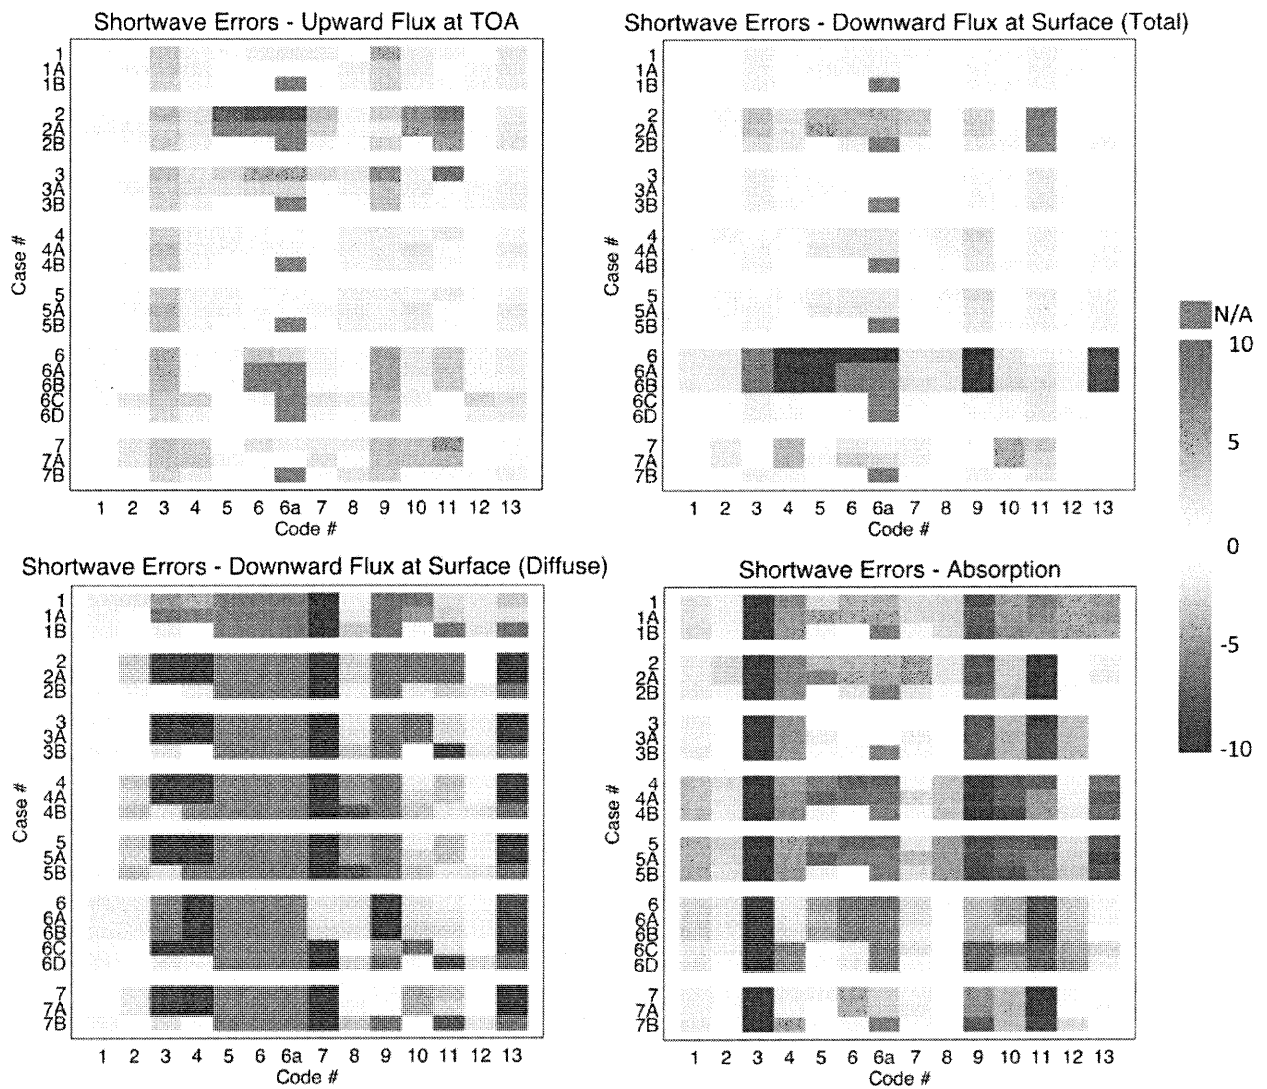 Shortwave Errors - Upward Flux at TOA
Case #
1
1A
1B
2
2A
2B
3
3A
3B
4
4A
4B
5
5A
5B
6
6A
6B
6C
6D
7
7A
7B
1 2 3 4 5 6 6a 7 8 9 10 11 12 13
Code #
Shortwave Errors - Downward Flux at Surface (Total)
Case #
1
1A
1B
2
2A
2B
3
3A
3B
4
4A
4B
5
5A
5B
6
6A
6B
6C
6D
7
7A
7B
1 2 3 4 5 6 6a 7 8 9 10 11 12 13
Code #
N/A
10
5
0
-5
-10
Shortwave Errors - Downward Flux at Surface (Diffuse)
Case #
1
1A
1B
2
2A
2B
3
3A
3B
4
4A
4B
5
5A
5B
6
6A
6B
6C
6D
7
7A
7B
1 2 3 4 5 6 6a 7 8 9 10 11 12 13
Code #
Shortwave Errors - Absorption
Case #
1
1A
1B
2
2A
2B
3
3A
3B
4
4A
4B
5
5A
5B
6
6A
6B
6C
6D
7
7A
7B
1 2 3 4 5 6 6a 7 8 9 10 11 12 13
Code #